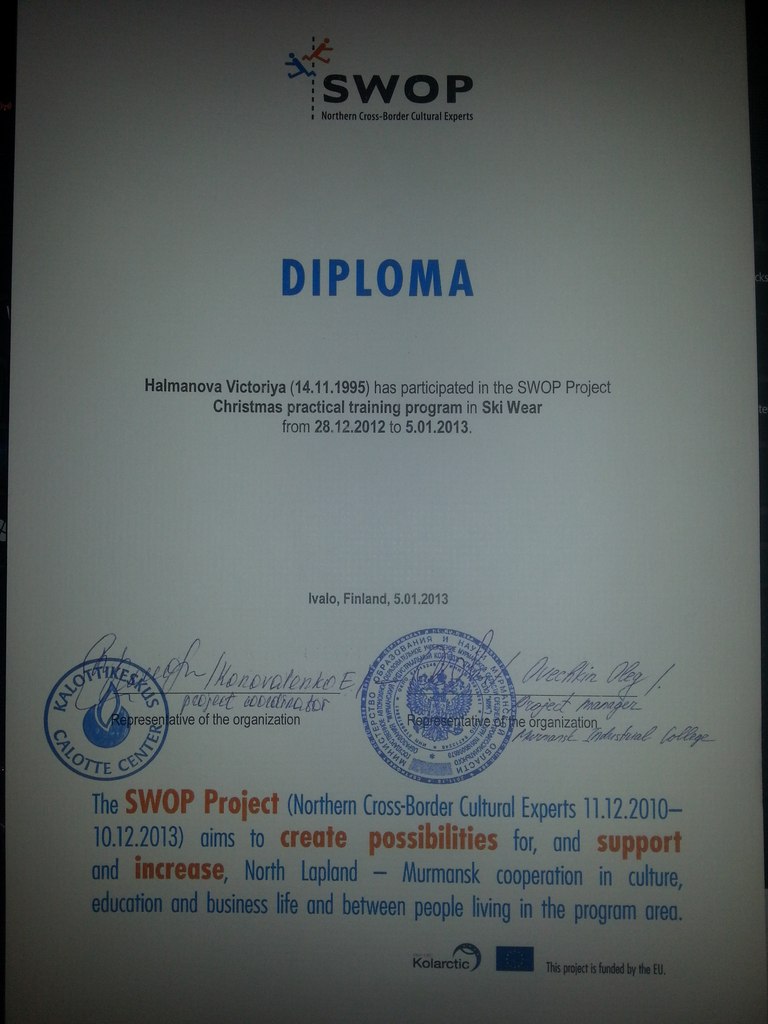 SWOP
Northern Cross-Border Cultural Experts
DIPLOMA
Halmanova Victoriya (14.11.1995) has participated in the SWOP Project
Christmas practical training program in Ski Wear
from 28.12.2012 to 5.01.2013.
Ivalo, Finland, 5.01.2013
/Konovalenko E.
project coordinator
Representative of the organization
KALOTTIKESKUS
CALOTTE CENTER
Ovechkin Oleg /.
Project manager
Representative of the organization
Murmansk Industrial College
МИНИСТЕРСТВО ОБРАЗОВАНИЯ И НАУКИ МУРМАНСКОЙ ОБЛАСТИ
The SWOP Project (Northern Cross-Border Cultural Experts 11.12.2010–
10.12.2013) aims to create possibilities for, and support
and increase, North Lapland – Murmansk cooperation in culture,
education and business life and between people living in the program area.
Kolarctic
This project is funded by the EU.